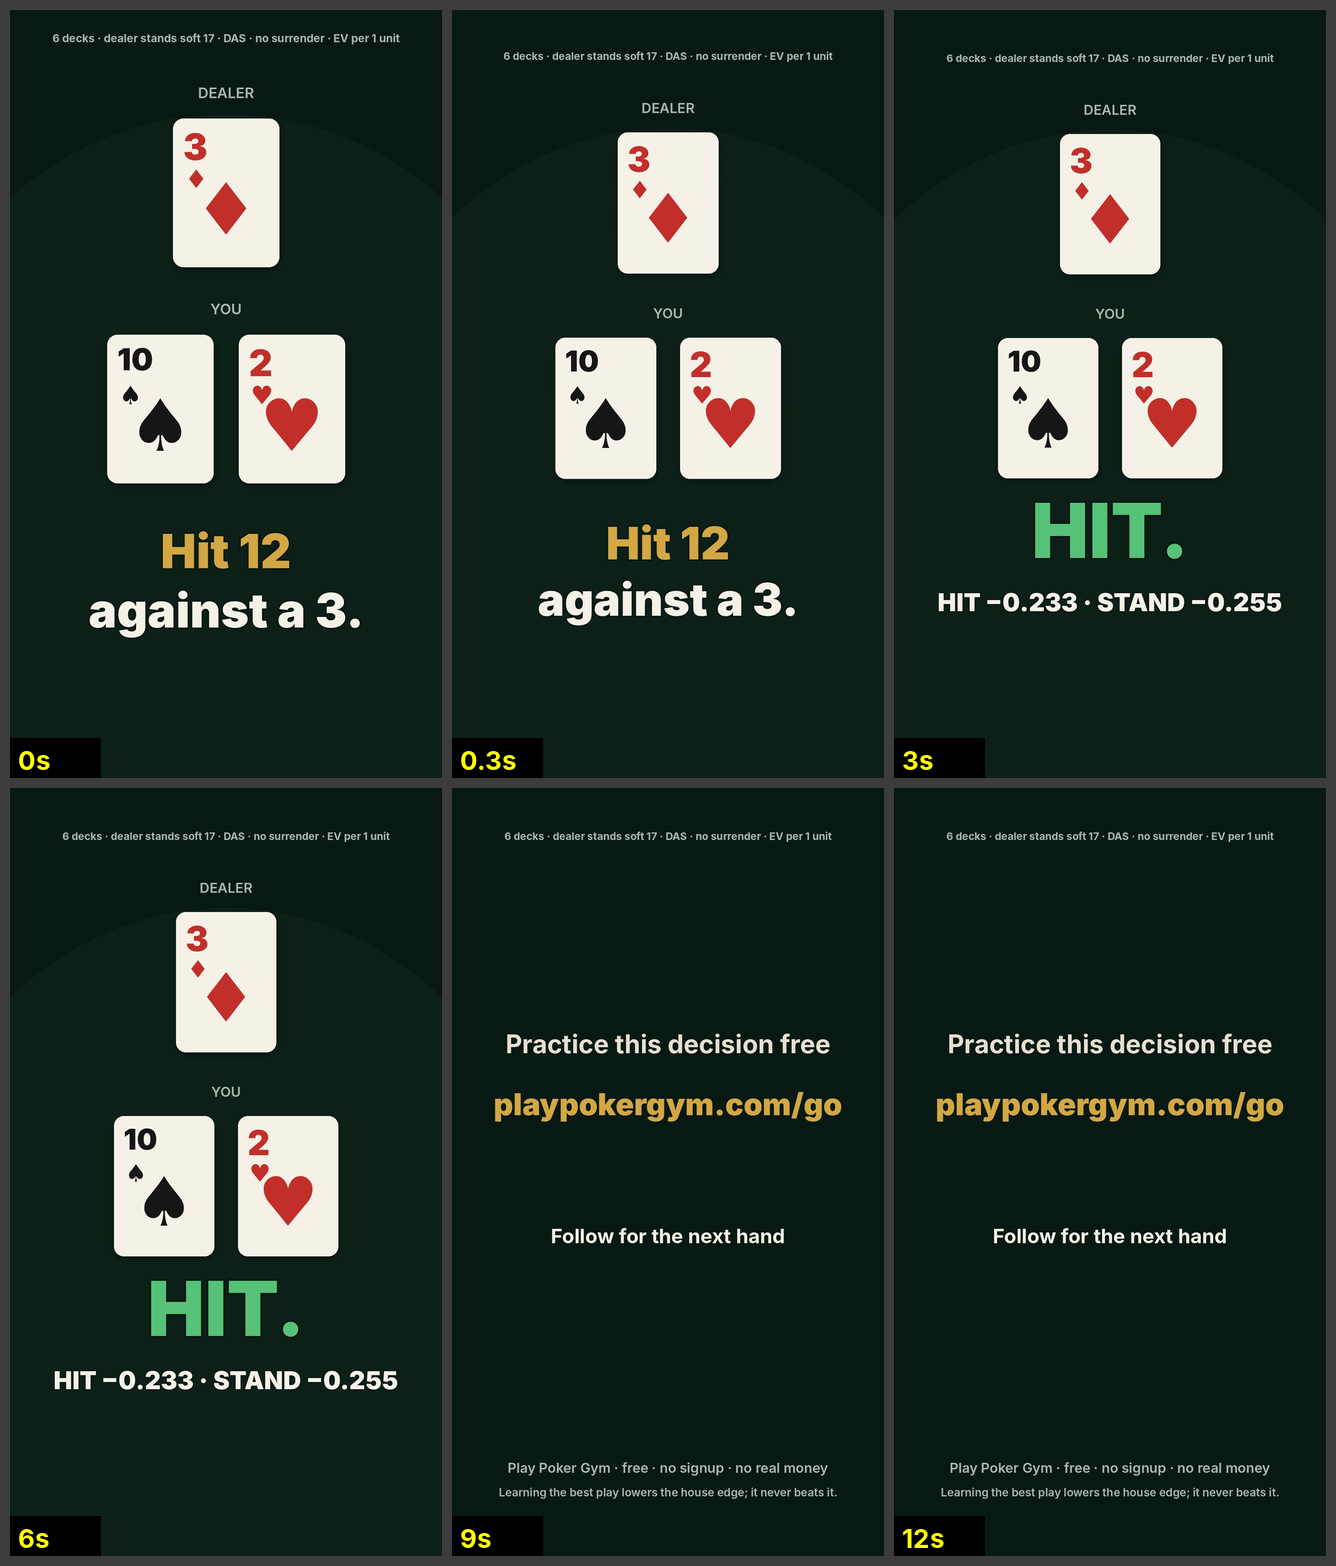 6 decks · dealer stands soft 17 · DAS · no surrender · EV per 1 unit
DEALER
3
YOU
10
2
Hit 12
against a 3.
0s
6 decks · dealer stands soft 17 · DAS · no surrender · EV per 1 unit
DEALER
3
YOU
10
2
Hit 12
against a 3.
0.3s
6 decks · dealer stands soft 17 · DAS · no surrender · EV per 1 unit
DEALER
3
YOU
10
2
HIT.
HIT −0.233 · STAND −0.255
3s
6 decks · dealer stands soft 17 · DAS · no surrender · EV per 1 unit
DEALER
3
YOU
10
2
HIT.
HIT −0.233 · STAND −0.255
6s
6 decks · dealer stands soft 17 · DAS · no surrender · EV per 1 unit
Practice this decision free
playpokergym.com/go
Follow for the next hand
Play Poker Gym · free · no signup · no real money
Learning the best play lowers the house edge; it never beats it.
9s
6 decks · dealer stands soft 17 · DAS · no surrender · EV per 1 unit
Practice this decision free
playpokergym.com/go
Follow for the next hand
Play Poker Gym · free · no signup · no real money
Learning the best play lowers the house edge; it never beats it.
12s